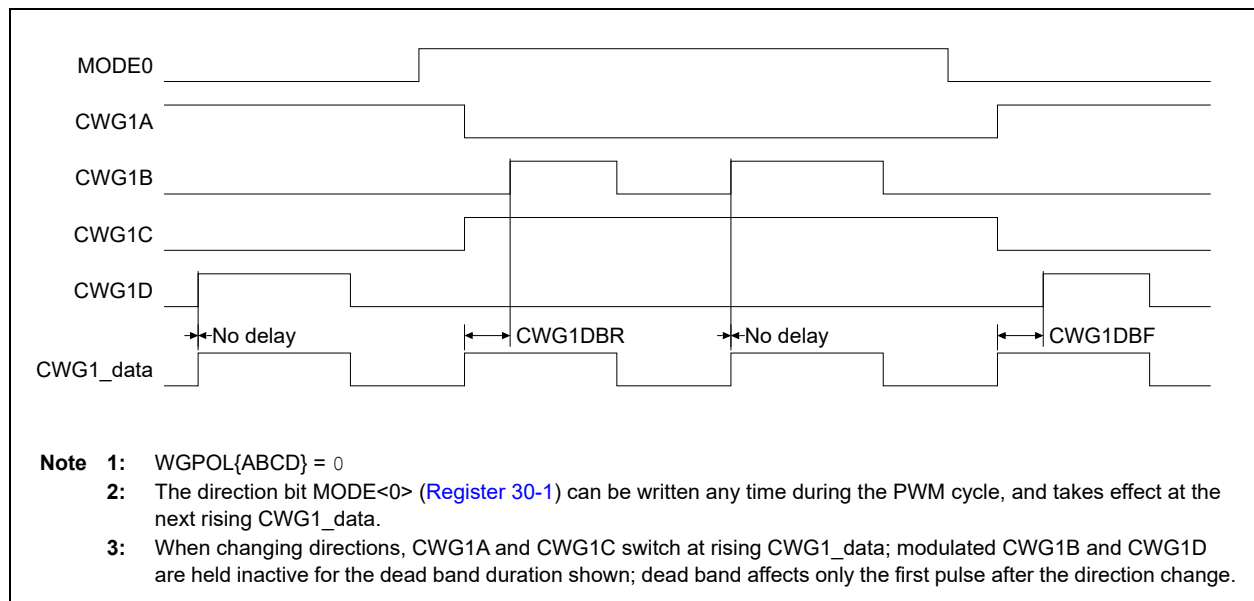 MODE0
CWG1A
CWG1B
CWG1C
CWG1D
No delay CWG1DBR No delay CWG1DBF
CWG1_data
Note 1: WGPOL{ABCD} = 0
2: The direction bit MODE<0> (Register 30-1) can be written any time during the PWM cycle, and takes effect at the
next rising CWG1_data.
3: When changing directions, CWG1A and CWG1C switch at rising CWG1_data; modulated CWG1B and CWG1D
are held inactive for the dead band duration shown; dead band affects only the first pulse after the direction change.